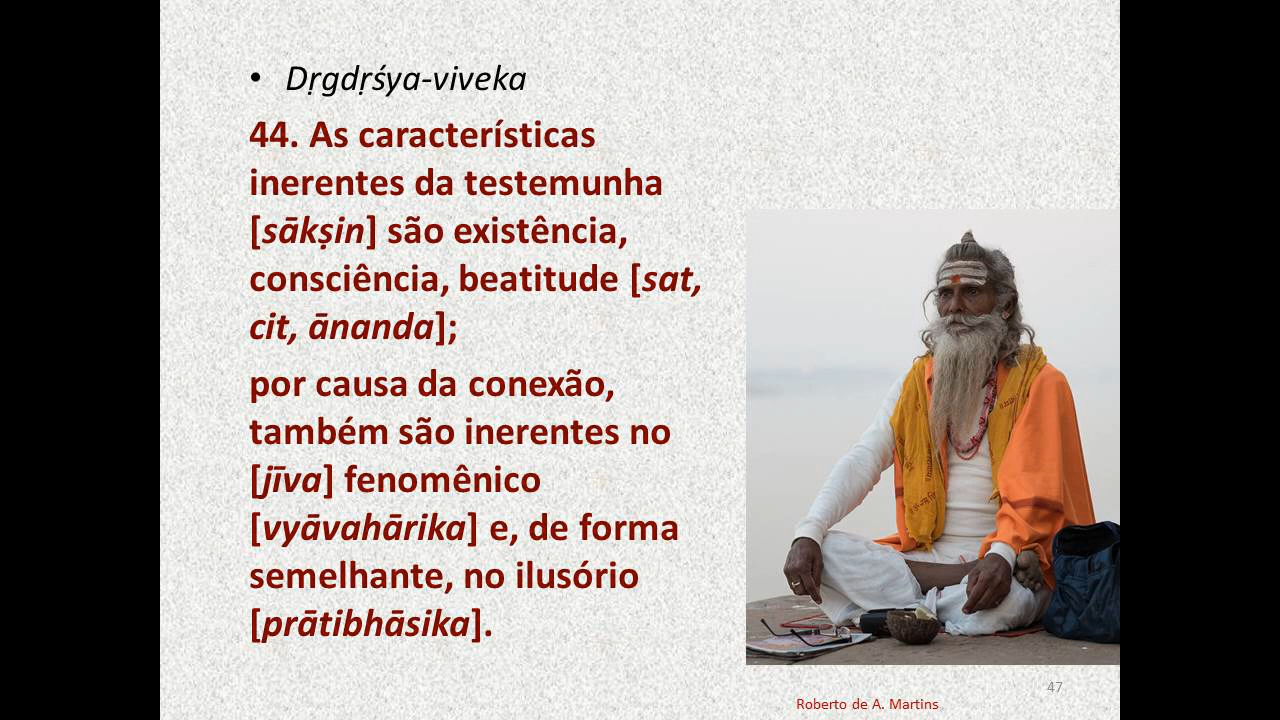 • Dṛgdṛśya-viveka
44. As características
inerentes da testemunha
[sākṣin] são existência,
consciência, beatitude [sat,
cit, ānanda];
por causa da conexão,
também são inerentes no
[jīva] fenomênico
[vyāvahārika] e, de forma
semelhante, no ilusório
[prātibhāsika].
47
Roberto de A. Martins